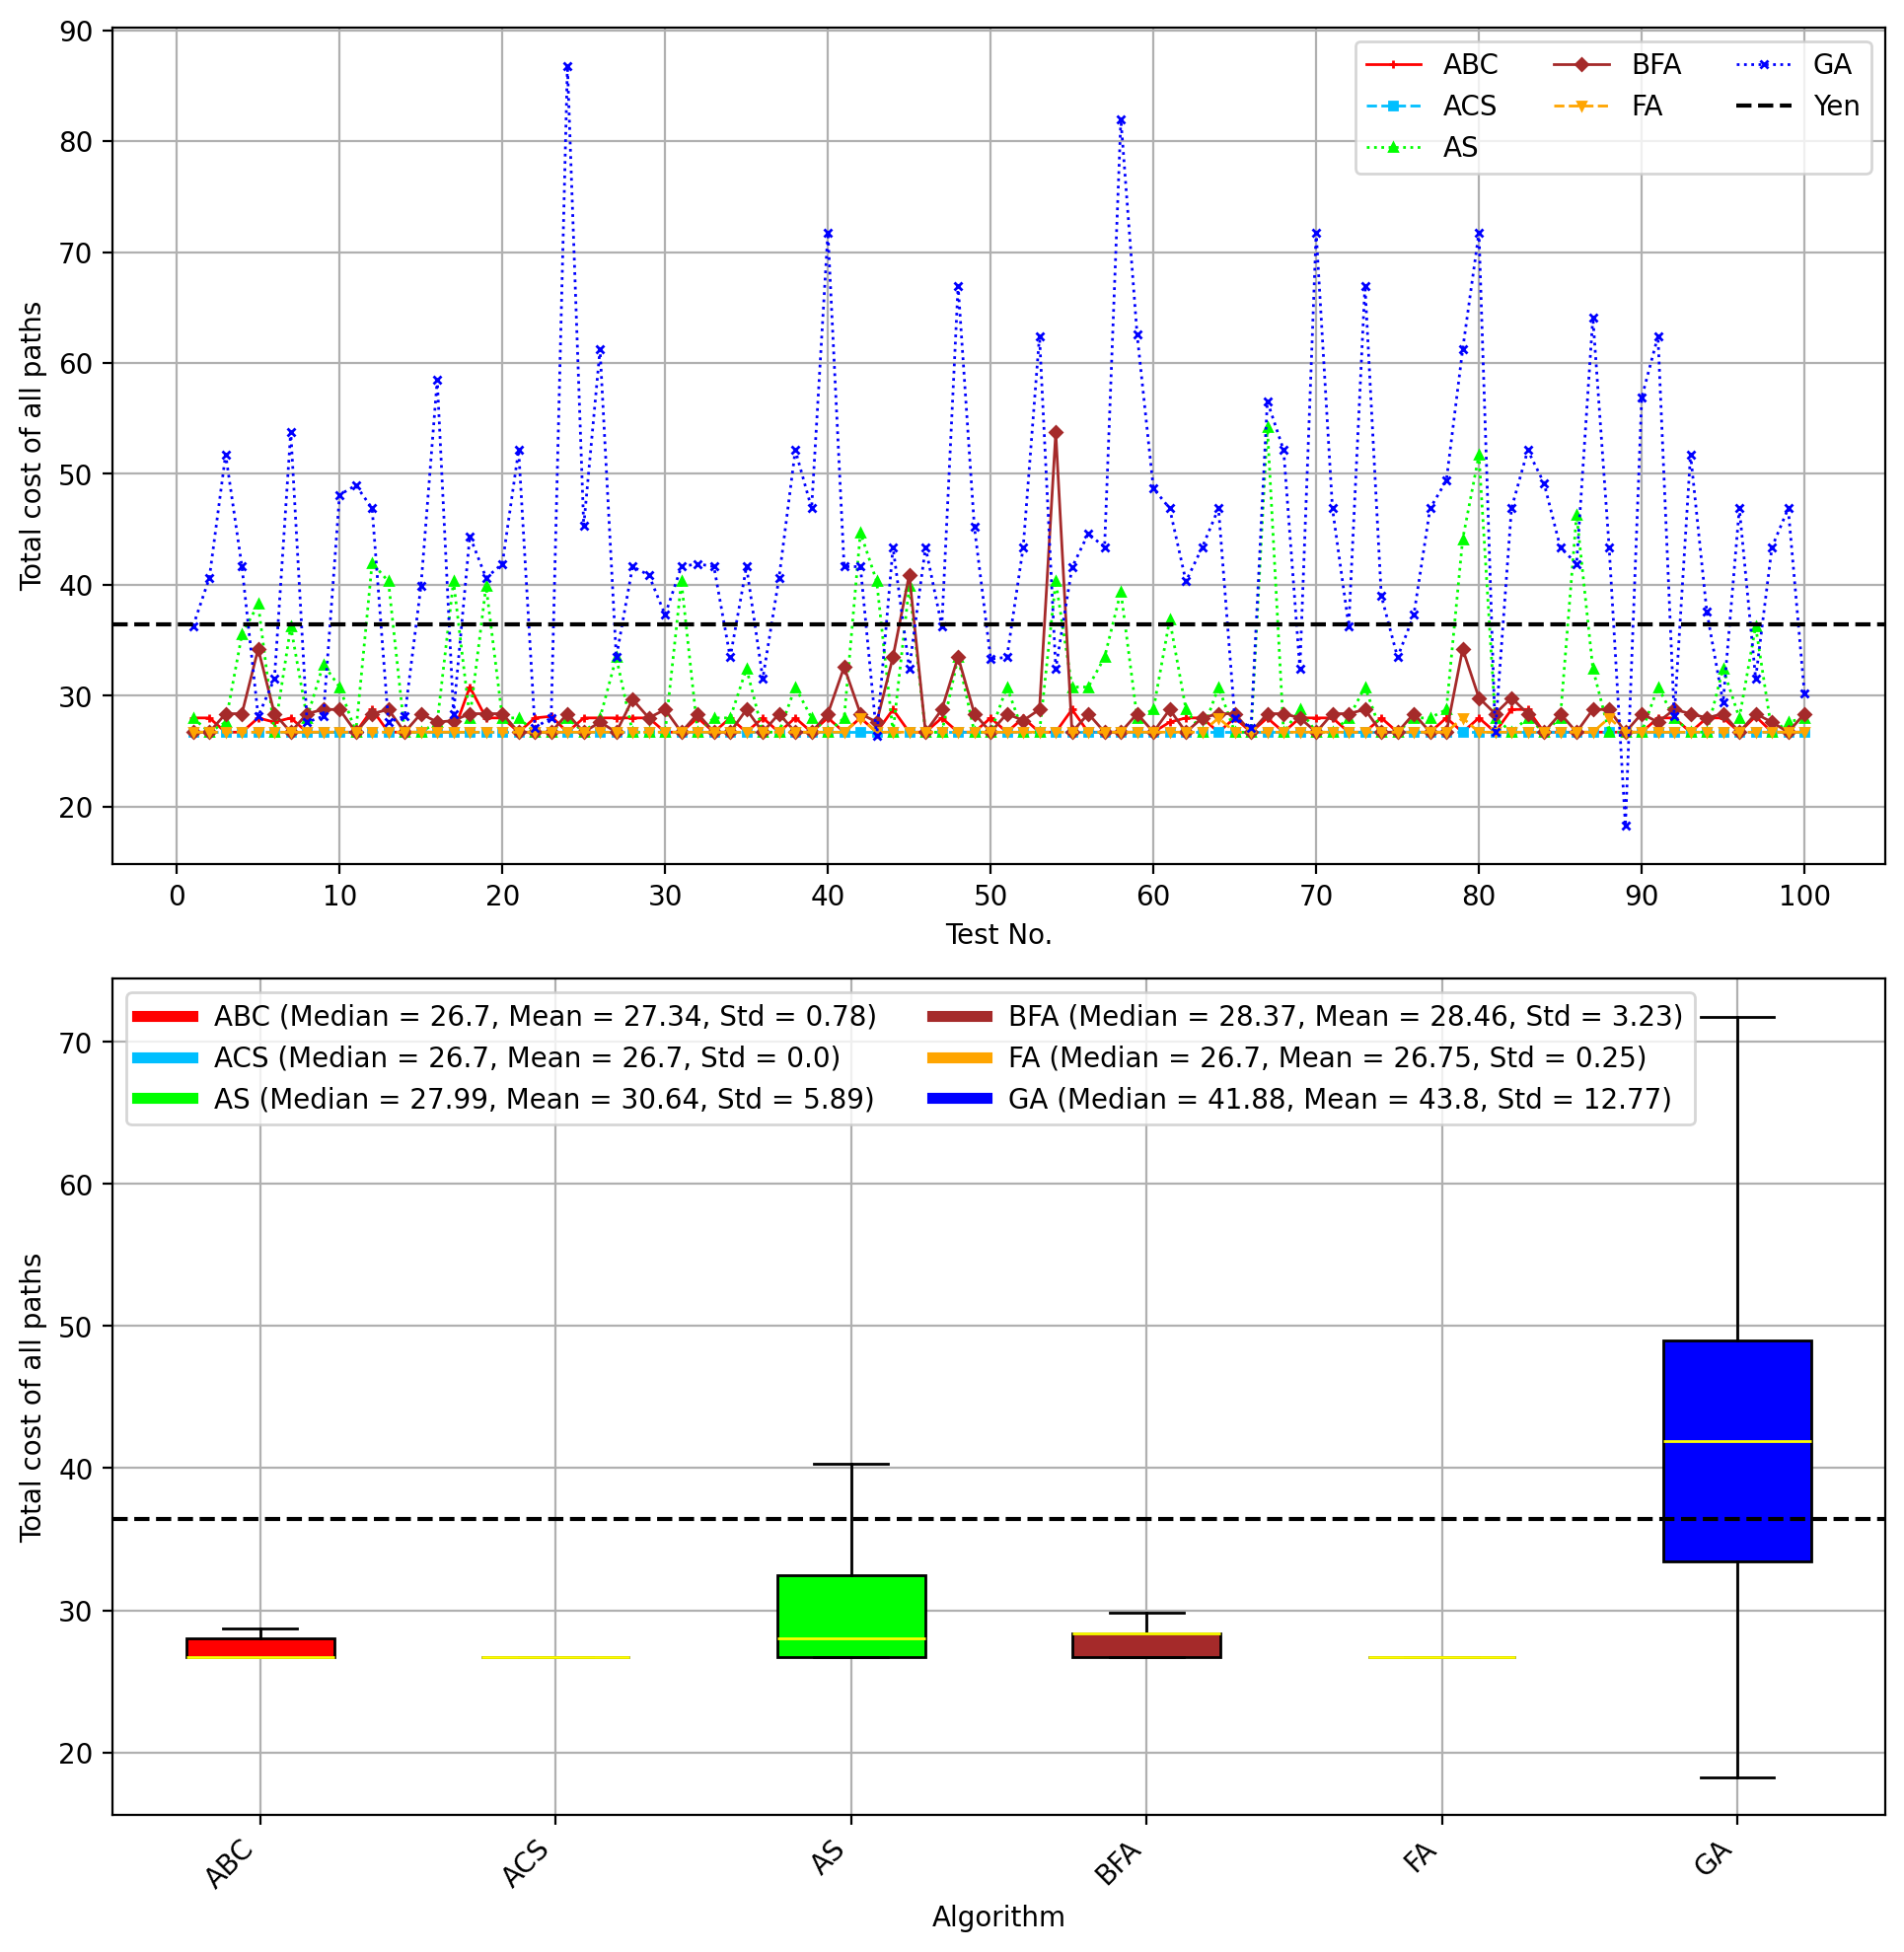 90
80
70
60
50
40
30
20
Total cost of all paths
ABC
ACS
AS
BFA
FA
GA
Yen
0 10 20 30 40 50 60 70 80 90 100
Test No.
70
60
50
40
30
20
Total cost of all paths
ABC (Median = 26.7, Mean = 27.34, Std = 0.78)
ACS (Median = 26.7, Mean = 26.7, Std = 0.0)
AS (Median = 27.99, Mean = 30.64, Std = 5.89)
BFA (Median = 28.37, Mean = 28.46, Std = 3.23)
FA (Median = 26.7, Mean = 26.75, Std = 0.25)
GA (Median = 41.88, Mean = 43.8, Std = 12.77)
ABC ACS AS BFA FA GA
Algorithm